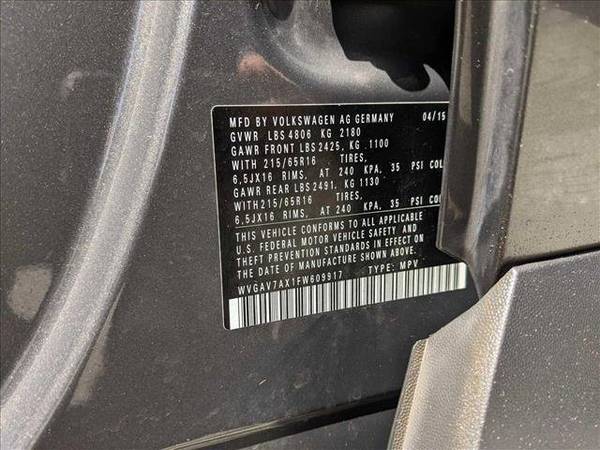 MFD BY VOLKSWAGEN AG GERMANY 04/15
GVWR LBS 4806 KG 2180
GAWR FRONT LBS 2425, KG .1100
WITH 215/65R16 TIRES,
6,5JX16 RIMS, AT 240 KPA, 35 PSI COL
GAWR REAR LBS 2491, KG 1130
WITH 215/65R16 TIRES,
6,5JX16 RIMS, AT 240 KPA, 35 PSI COL
THIS VEHICLE CONFORMS TO ALL APPLICABLE
U.S. FEDERAL MOTOR VEHICLE SAFETY AND
THEFT PREVENTION STANDARDS IN EFFECT ON
THE DATE OF MANUFACTURE SHOWN ABOVE.
WVGAV7AX1FW609917 TYPE: MPV